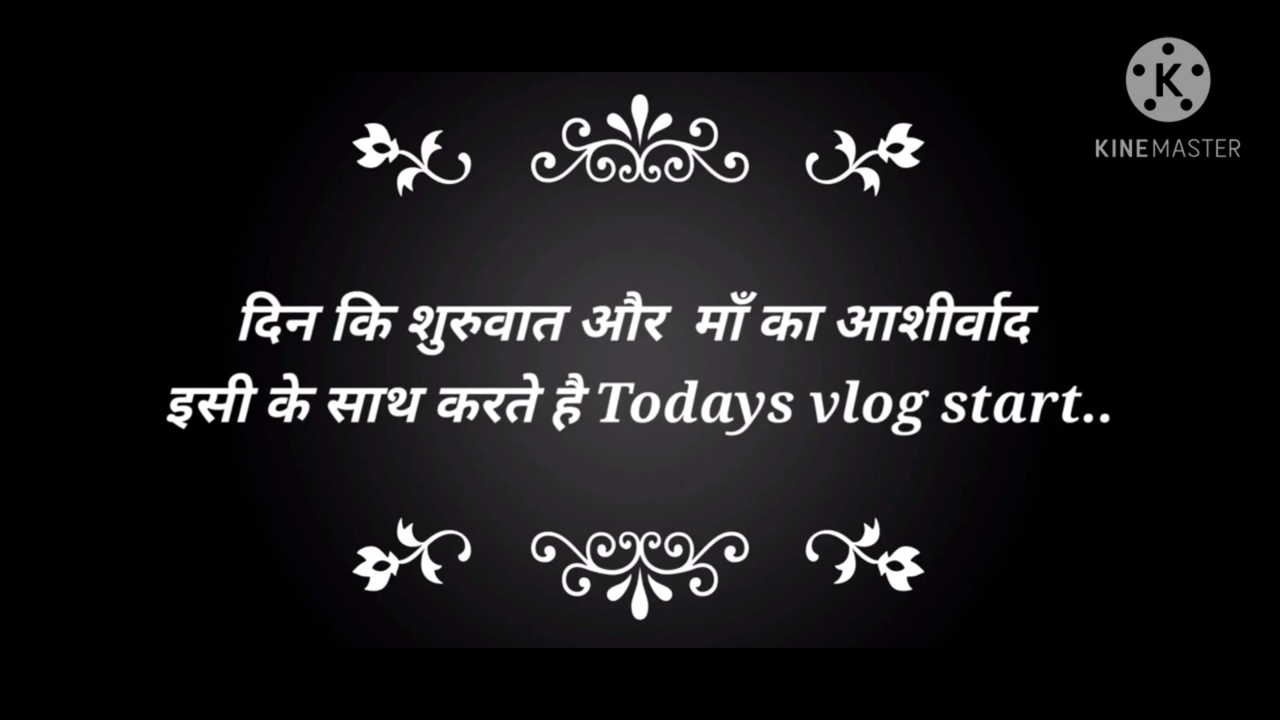 KINEMASTER
दिन कि शुरुवात और माँ का आशीर्वाद
इसी के साथ करते है Todays vlog start..